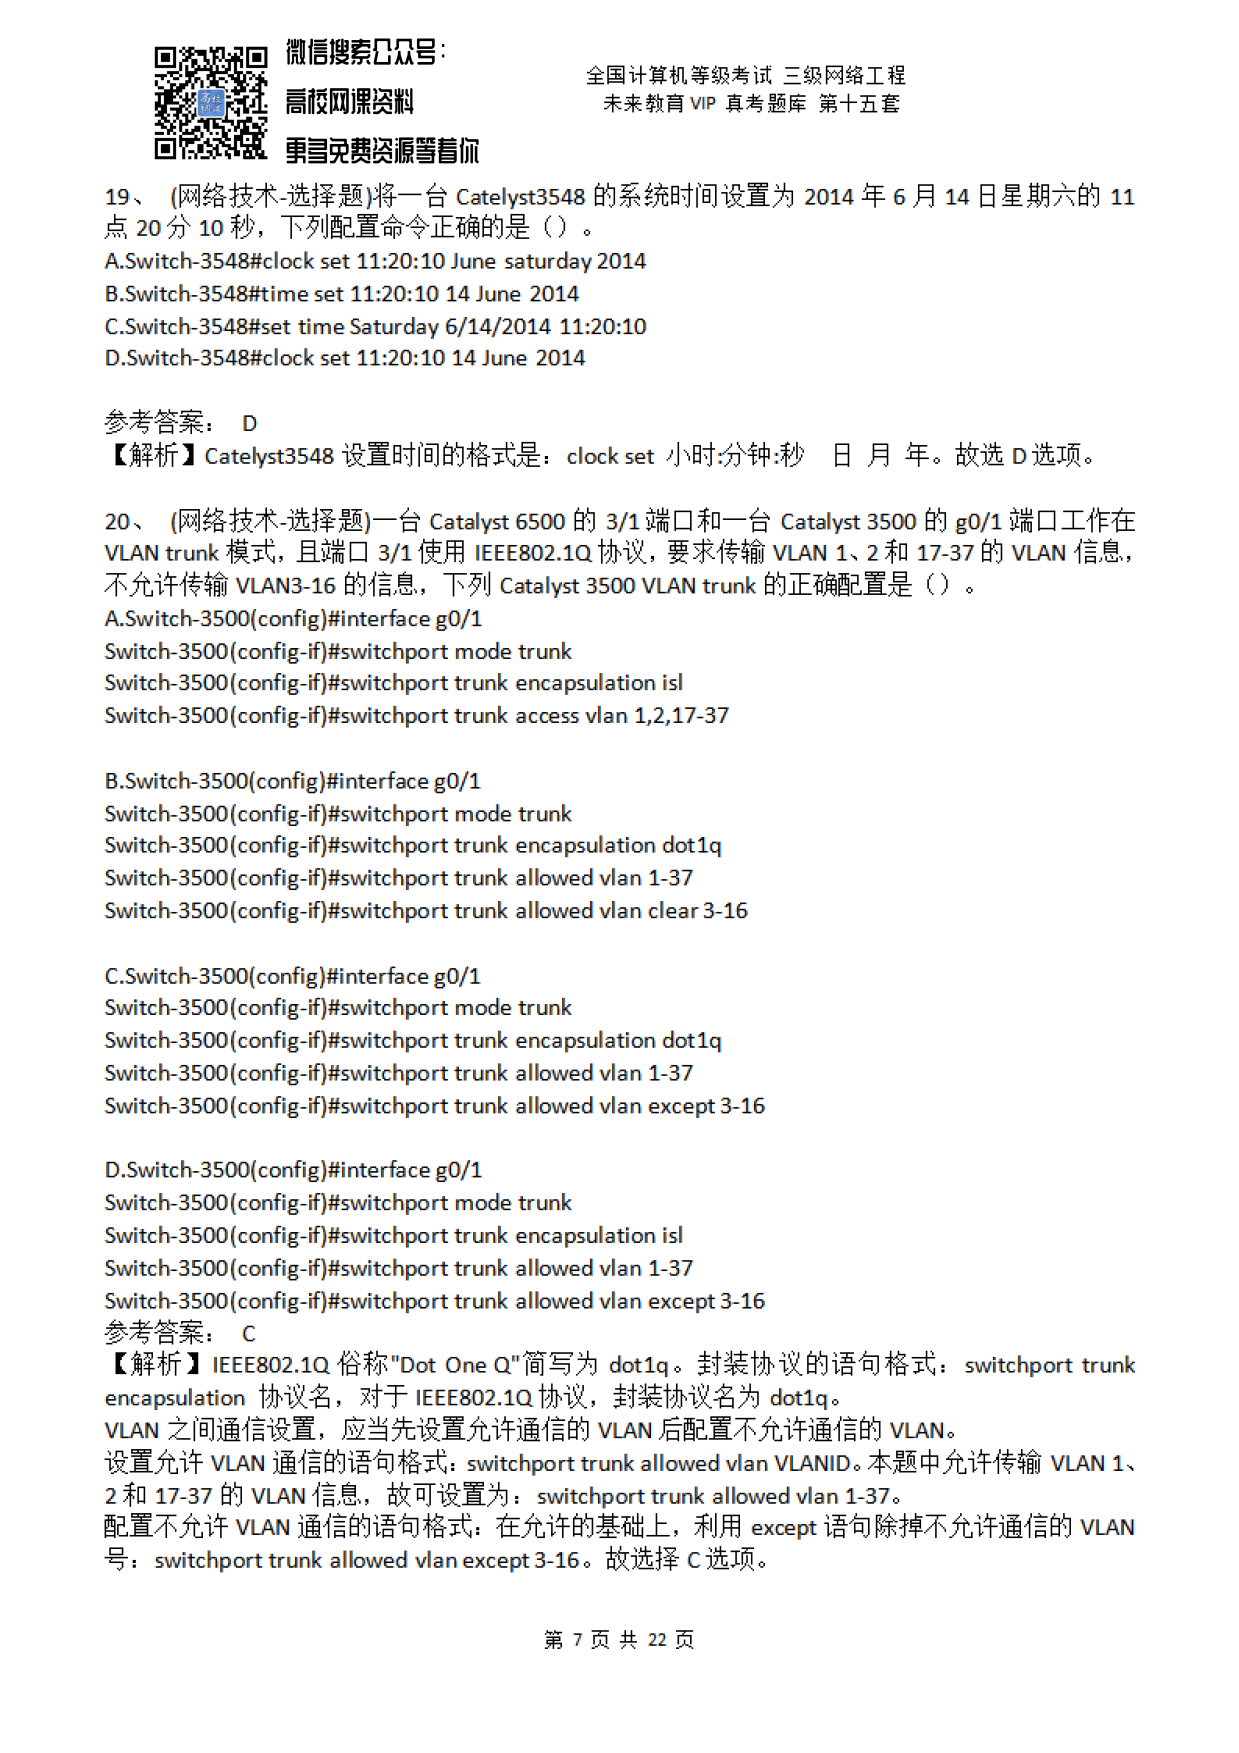 微信搜索公众号：
高校网课资料
更多免费资源等着你
高校
网课
全国计算机等级考试 三级网络工程
未来教育 VIP 真考题库 第十五套
19、 (网络技术-选择题)将一台 Catelyst3548 的系统时间设置为 2014 年 6 月 14 日星期六的 11
点 20 分 10 秒，下列配置命令正确的是（）。
A.Switch-3548#clock set 11:20:10 June saturday 2014
B.Switch-3548#time set 11:20:10 14 June 2014
C.Switch-3548#set time Saturday 6/14/2014 11:20:10
D.Switch-3548#clock set 11:20:10 14 June 2014
参考答案： D
【解析】Catelyst3548 设置时间的格式是：clock set 小时:分钟:秒 日 月 年。故选 D 选项。
20、 (网络技术-选择题)一台 Catalyst 6500 的 3/1 端口和一台 Catalyst 3500 的 g0/1 端口工作在
VLAN trunk 模式，且端口 3/1 使用 IEEE802.1Q 协议，要求传输 VLAN 1、2 和 17-37 的 VLAN 信息，
不允许传输 VLAN3-16 的信息，下列 Catalyst 3500 VLAN trunk 的正确配置是（）。
A.Switch-3500(config)#interface g0/1
Switch-3500(config-if)#switchport mode trunk
Switch-3500(config-if)#switchport trunk encapsulation isl
Switch-3500(config-if)#switchport trunk access vlan 1,2,17-37
B.Switch-3500(config)#interface g0/1
Switch-3500(config-if)#switchport mode trunk
Switch-3500(config-if)#switchport trunk encapsulation dot1q
Switch-3500(config-if)#switchport trunk allowed vlan 1-37
Switch-3500(config-if)#switchport trunk allowed vlan clear 3-16
C.Switch-3500(config)#interface g0/1
Switch-3500(config-if)#switchport mode trunk
Switch-3500(config-if)#switchport trunk encapsulation dot1q
Switch-3500(config-if)#switchport trunk allowed vlan 1-37
Switch-3500(config-if)#switchport trunk allowed vlan except 3-16
D.Switch-3500(config)#interface g0/1
Switch-3500(config-if)#switchport mode trunk
Switch-3500(config-if)#switchport trunk encapsulation isl
Switch-3500(config-if)#switchport trunk allowed vlan 1-37
Switch-3500(config-if)#switchport trunk allowed vlan except 3-16
参考答案： C
【解析】IEEE802.1Q 俗称"Dot One Q"简写为 dot1q。封装协议的语句格式：switchport trunk
encapsulation 协议名，对于 IEEE802.1Q 协议，封装协议名为 dot1q。
VLAN 之间通信设置，应当先设置允许通信的 VLAN 后配置不允许通信的 VLAN。
设置允许 VLAN 通信的语句格式：switchport trunk allowed vlan VLANID。本题中允许传输 VLAN 1、
2 和 17-37 的 VLAN 信息，故可设置为：switchport trunk allowed vlan 1-37。
配置不允许 VLAN 通信的语句格式：在允许的基础上，利用 except 语句除掉不允许通信的 VLAN
号：switchport trunk allowed vlan except 3-16。故选择 C 选项。
第 7 页 共 22 页